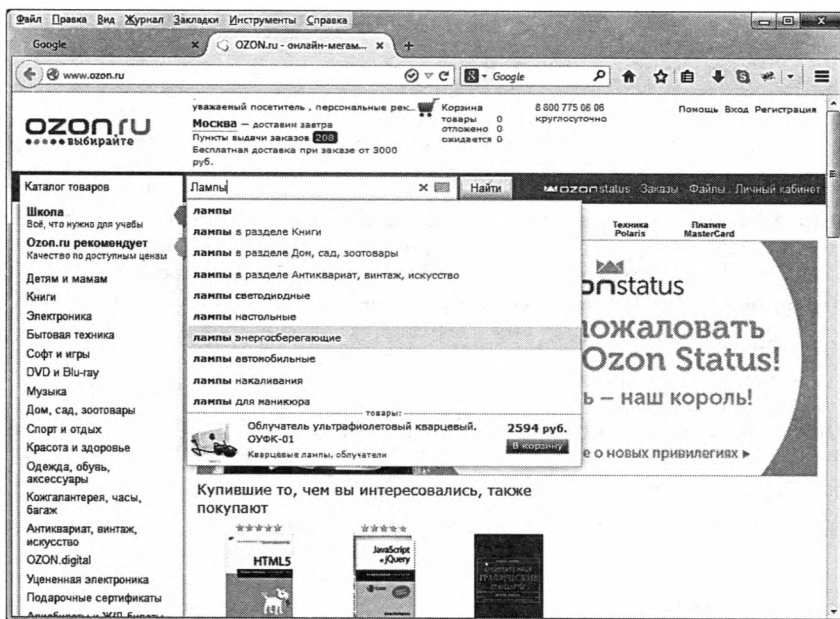 Файл Правка Вид Журнал Закладки Инструменты Справка
Google
OZON.ru - онлайн-мегам...
www.ozon.ru
Google
ozon.ru
выбирайте
уважаемый посетитель , персональные рек...
Москва — доставим завтра
Пункты выдачи заказов 208
Бесплатная доставка при заказе от 3000
руб.
Корзина
товары 0
отложено 0
ожидается 0
8 800 775 06 06
круглосуточно
Помощь Вход Регистрация
Каталог товаров
Лампы
Найти
ozonstatus Заказы Файлы Личный кабинет
Школа
Всё, что нужно для учебы
Ozon.ru рекомендует
Качество по доступным ценам
Детям и мамам
Книги
Электроника
Бытовая техника
Софт и игры
DVD и Blu-ray
Музыка
Дом, сад, зоотовары
Спорт и отдых
Красота и здоровье
Одежда, обувь,
аксессуары
Кожгалантерея, часы,
багаж
Антиквариат, винтаж,
искусство
OZON.digital
Уцененная электроника
Подарочные сертификаты
Авиабилеты и Ж/Д билеты
лампы
лампы в разделе Книги
лампы в разделе Дом, сад, зоотовары
лампы в разделе Антиквариат, винтаж, искусство
лампы светодиодные
лампы настольные
лампы энергосберегающие
лампы автомобильные
лампы накаливания
лампы для маникюра
товары:
Облучатель ультрафиолетовый кварцевый.
ОУФК-01
Кварцевые лампы, облучатели
2594 руб.
В корзину
Техника
Polaris
Платите
MasterCard
onstatus
ожаловать
Ozon Status!
ь – наш король!
е о новых привилегиях
Купившие то, чем вы интересовались, также
покупают
HTML5
JavaScript
jQuery